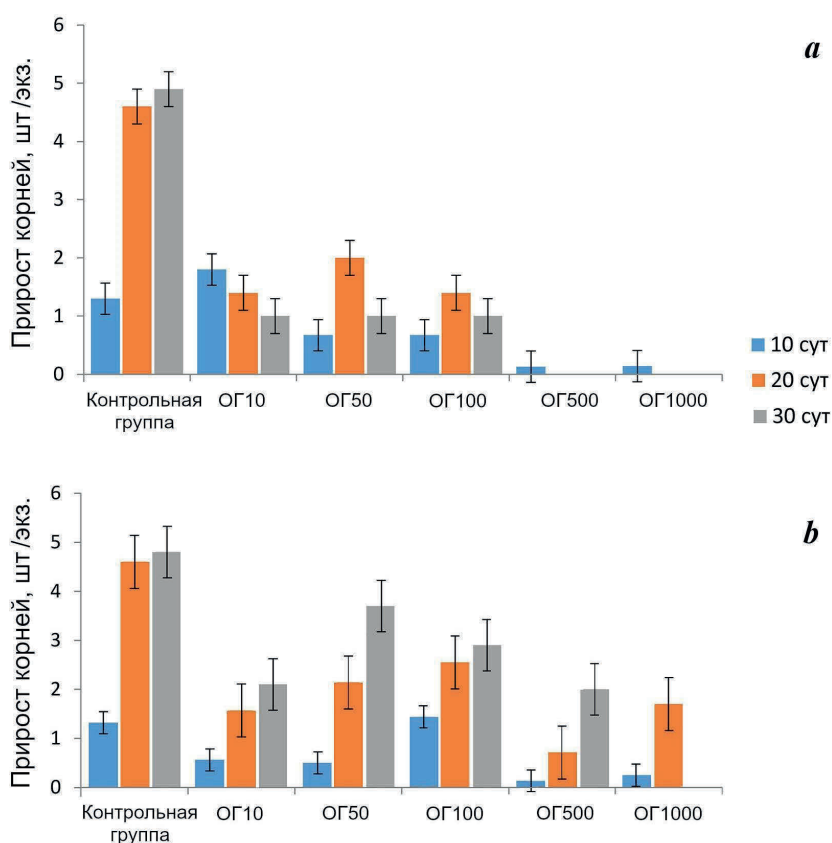 a
Прирост корней, шт/экз.
6
5
4
3
2
1
0
Контрольная
группа
ОГ10
ОГ50
ОГ100
ОГ500
ОГ1000
10 сут
20 сут
30 сут
b
Прирост корней, шт/экз.
6
5
4
3
2
1
0
Контрольная
группа
ОГ10
ОГ50
ОГ100
ОГ500
ОГ1000